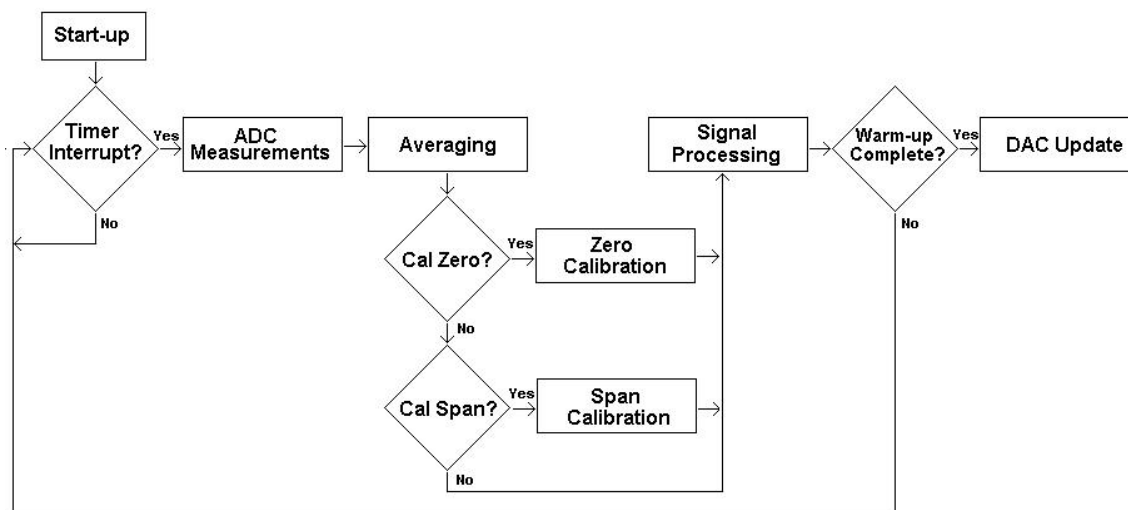 Start-up
Timer
Interrupt?
Yes
No
ADC
Measurements
Averaging
Cal Zero?
Yes
No
Zero
Calibration
Cal Span?
Yes
No
Span
Calibration
Signal
Processing
Warm-up
Complete?
Yes
No
DAC Update